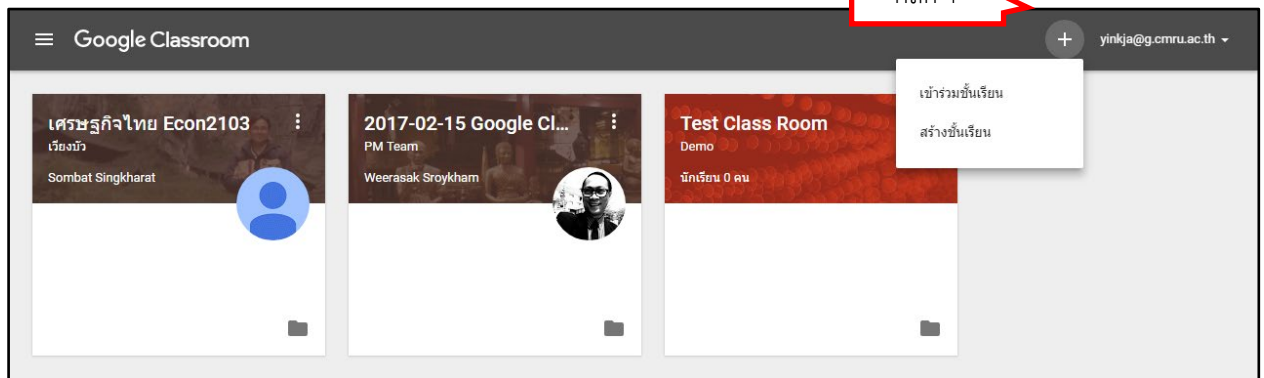 Google Classroom
yinkja@g.cmru.ac.th
เข้าร่วมชั้นเรียน
สร้างชั้นเรียน
เศรษฐกิจไทย Econ2103
เวียงบัว
Sombat Singkharat
2017-02-15 Google Cl...
PM Team
Weerasak Sroykham
Test Class Room
Demo
นักเรียน 0 คน